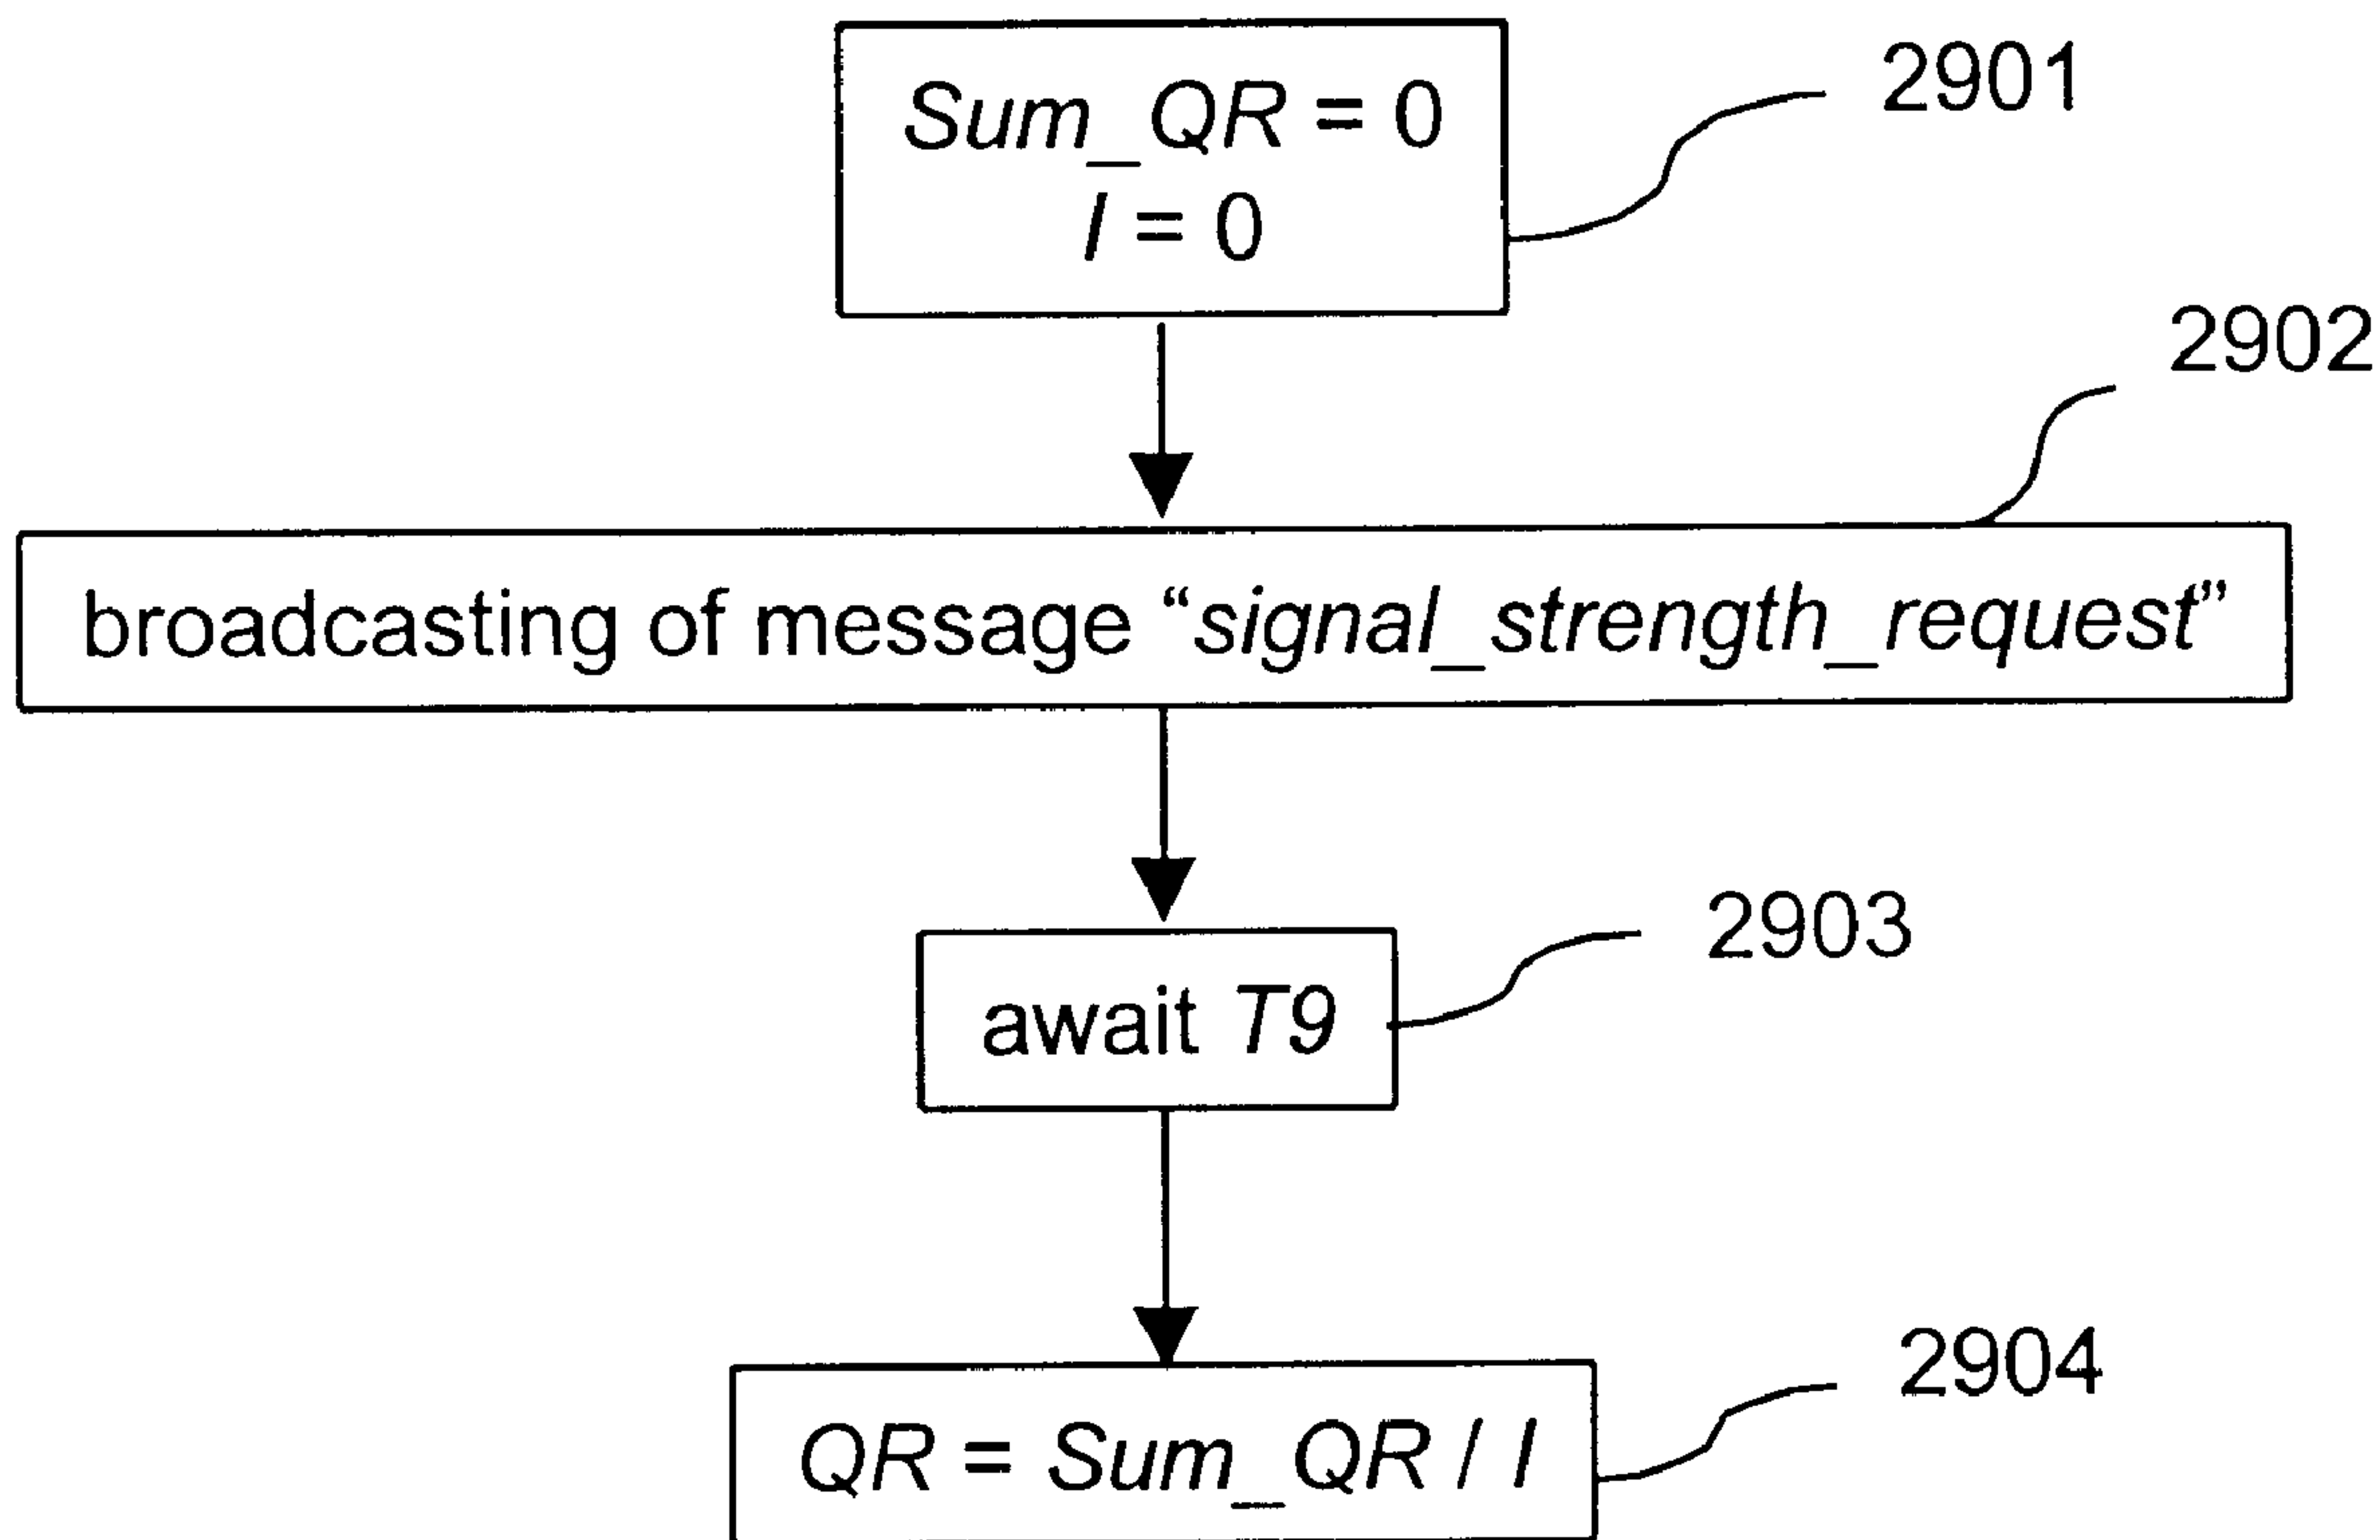 Sum_QR = 0
I = 0
2901
2902
broadcasting of message “signal_strength_request”
2903
await T9
2904
QR = Sum_QR / I